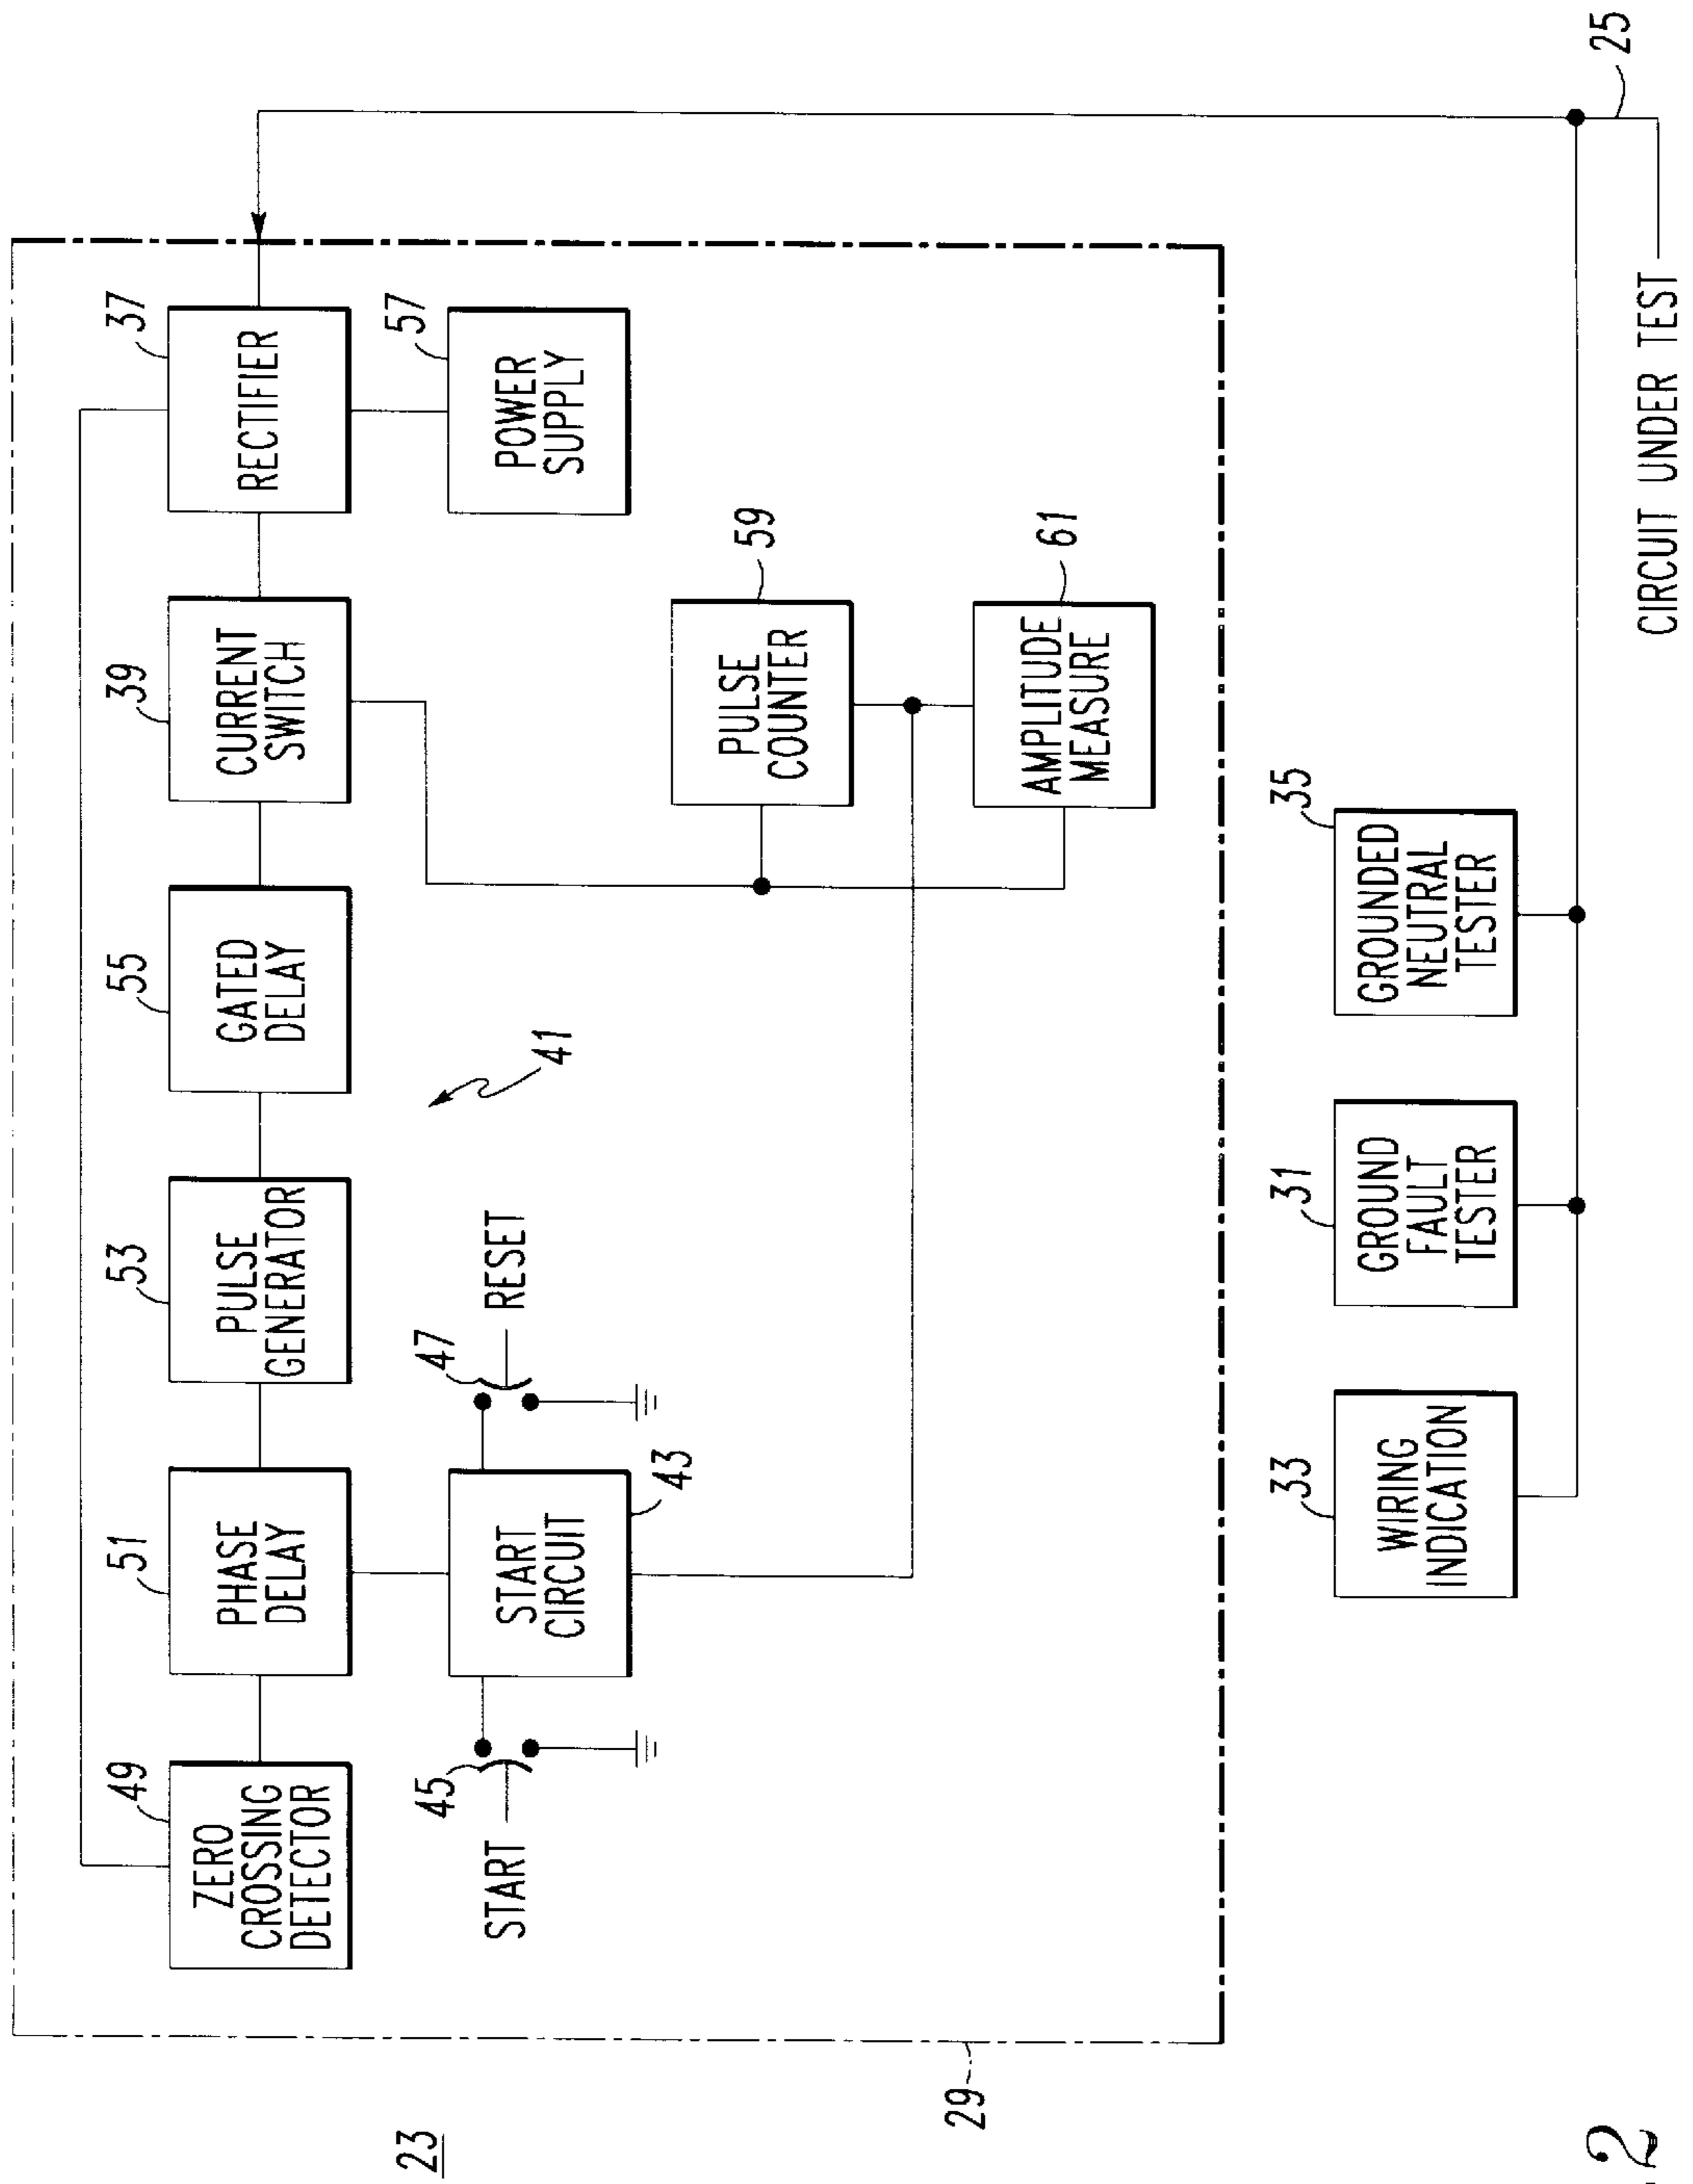 23
49
ZERO
CROSSING
DETECTOR
51
PHASE
DELAY
53
PULSE
GENERATOR
55
GATED
DELAY
39
CURRENT
SWITCH
37
RECTIFIER
START
45
START
CIRCUIT
43
47
RESET
41
57
POWER
SUPPLY
59
PULSE
COUNTER
61
AMPLITUDE
MEASURE
29
33
WIRING
INDICATION
31
GROUND
FAULT
TESTER
35
GROUNDED
NEUTRAL
TESTER
25
CIRCUIT UNDER TEST
2